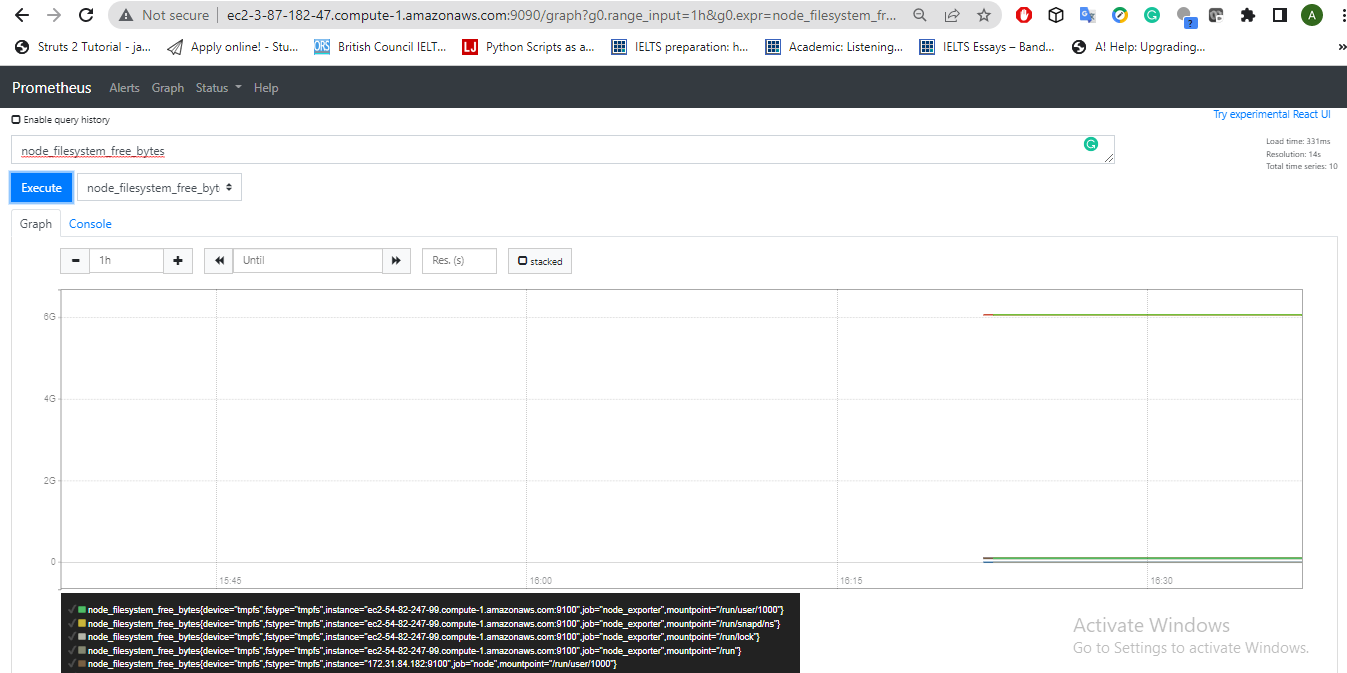 Not secure | ec2-3-87-182-47.compute-1.amazonaws.com:9090/graph?g0.range_input=1h&g0.expr=node_filesystem_fr... A
Struts 2 Tutorial - ja... Apply online! - Stu... ORS British Council IELT... LJ Python Scripts as a... IELTS preparation: h... Academic: Listening... IELTS Essays – Band... A! Help: Upgrading... »
Prometheus Alerts Graph Status Help
Enable query history
Try experimental React UI
node_filesystem_free_bytes
Load time: 331ms
Resolution: 14s
Total time series: 10
Execute node_filesystem_free_byt
Graph Console
- 1h + Until Res. (s) stacked
6G
4G
2G
0
15:45 16:00 16:15 16:30
node_filesystem_free_bytes{device="tmpfs",fstype="tmpfs",instance="ec2-54-82-247-99.compute-1.amazonaws.com:9100",job="node_exporter",mountpoint="/run/user/1000"}
node_filesystem_free_bytes{device="tmpfs",fstype="tmpfs",instance="ec2-54-82-247-99.compute-1.amazonaws.com:9100",job="node_exporter",mountpoint="/run/snapd/ns"}
node_filesystem_free_bytes{device="tmpfs",fstype="tmpfs",instance="ec2-54-82-247-99.compute-1.amazonaws.com:9100",job="node_exporter",mountpoint="/run/lock"}
node_filesystem_free_bytes{device="tmpfs",fstype="tmpfs",instance="ec2-54-82-247-99.compute-1.amazonaws.com:9100",job="node_exporter",mountpoint="/run"}
node_filesystem_free_bytes{device="tmpfs",fstype="tmpfs",instance="172.31.84.182:9100",job="node",mountpoint="/run/user/1000"}
Activate Windows
Go to Settings to activate Windows.